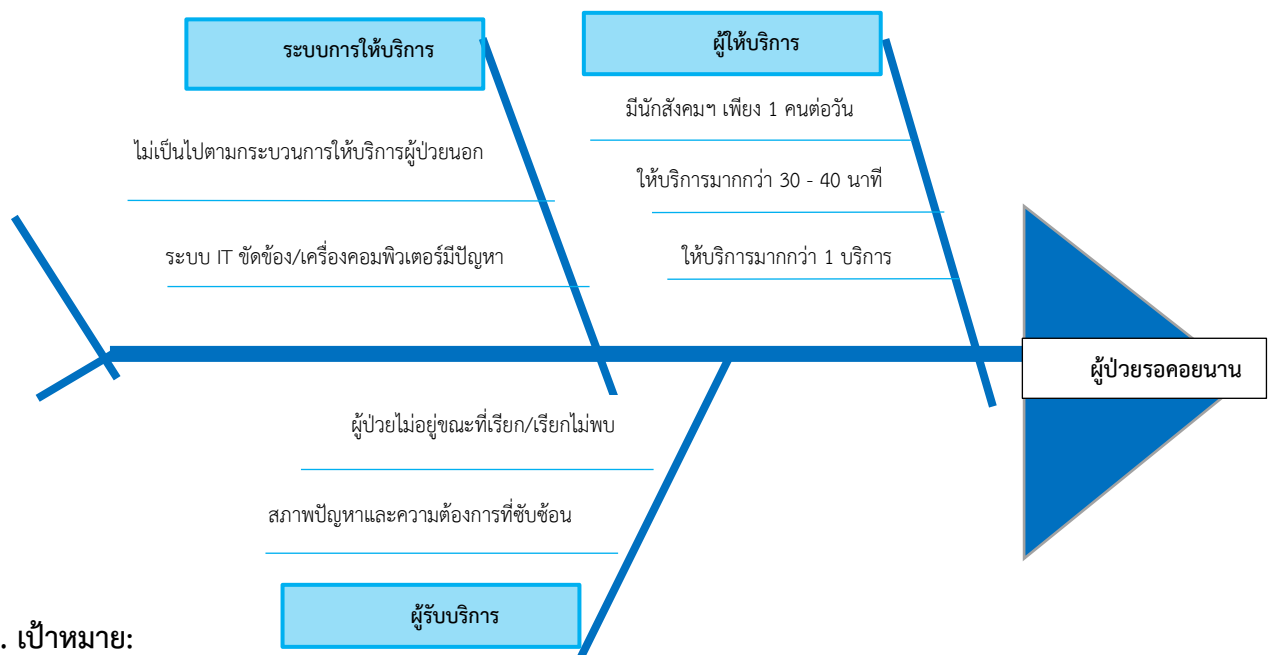 ระบบการให้บริการ
ไม่เป็นไปตามกระบวนการให้บริการผู้ป่วยนอก
ระบบ IT ขัดข้อง/เครื่องคอมพิวเตอร์มีปัญหา
ผู้ให้บริการ
มีนักสังคมฯ เพียง 1 คนต่อวัน
ให้บริการมากกว่า 30 - 40 นาที
ให้บริการมากกว่า 1 บริการ
ผู้ป่วยรอคอยนาน
ผู้ป่วยไม่อยู่ขณะที่เรียก/เรียกไม่พบ
สภาพปัญหาและความต้องการที่ซับซ้อน
ผู้รับบริการ
. เป้าหมาย: